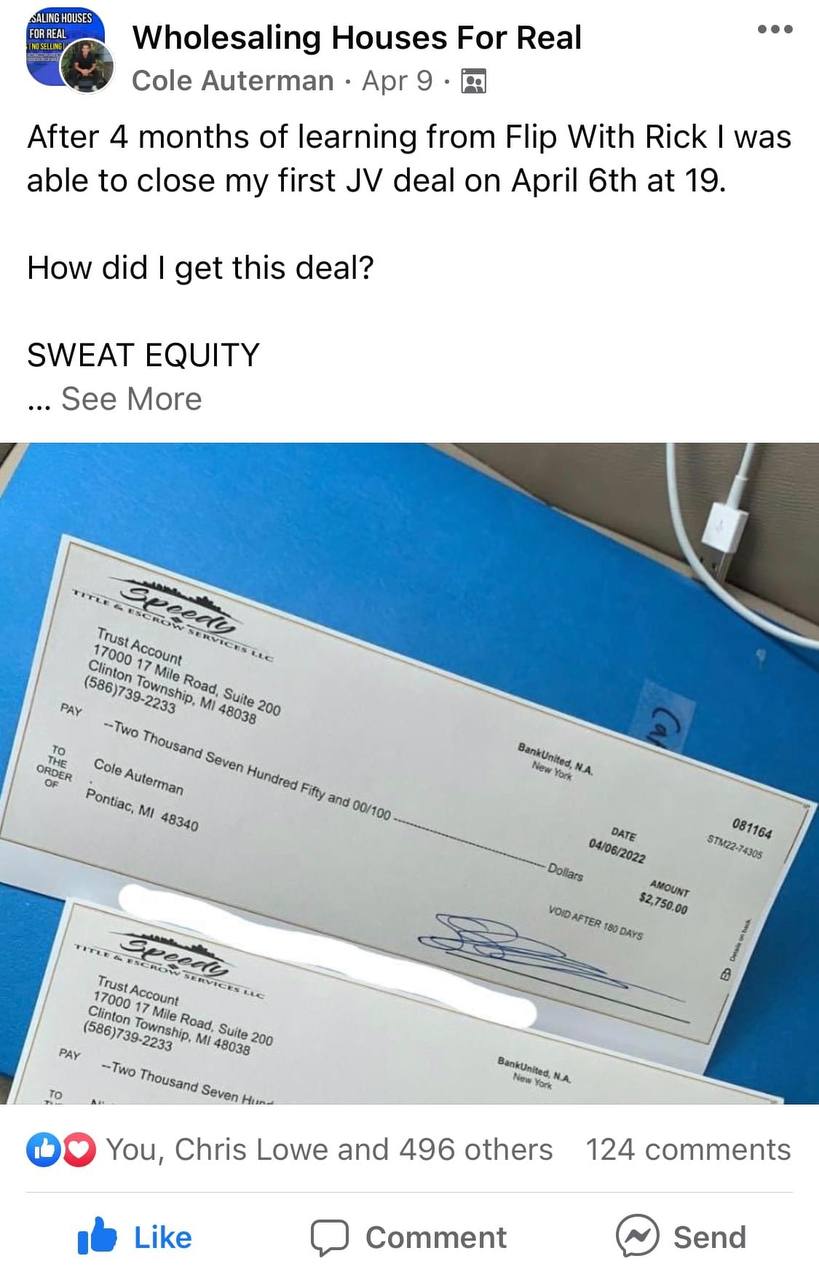 SALING HOUSES
FOR REAL
NO SELLING
Wholesaling Houses For Real
Cole Auterman · Apr 9 ·
After 4 months of learning from Flip With Rick I was
able to close my first JV deal on April 6th at 19.
How did I get this deal?
SWEAT EQUITY
... See More
Speedy
TITLE & ESCROW SERVICES LLC
Trust Account
17000 17 Mile Road, Suite 200
Clinton Township, MI 48038
(586)739-2233
BankUnited, N.A.
New York
081164
STM22-74305
DATE
04/06/2022
PAY
--Two Thousand Seven Hundred Fifty and 00/100
Dollars
AMOUNT
$2,750.00
TO
THE
ORDER
OF
Cole Auterman
.
Pontiac, MI 48340
VOID AFTER 180 DAYS
Details on back.
Speedy
TITLE & ESCROW SERVICES LLC
Trust Account
17000 17 Mile Road, Suite 200
Clinton Township, MI 48038
(586)739-2233
BankUnited, N.A.
New York
PAY
--Two Thousand Seven
TO
You, Chris Lowe and 496 others 124 comments
Like Comment Send